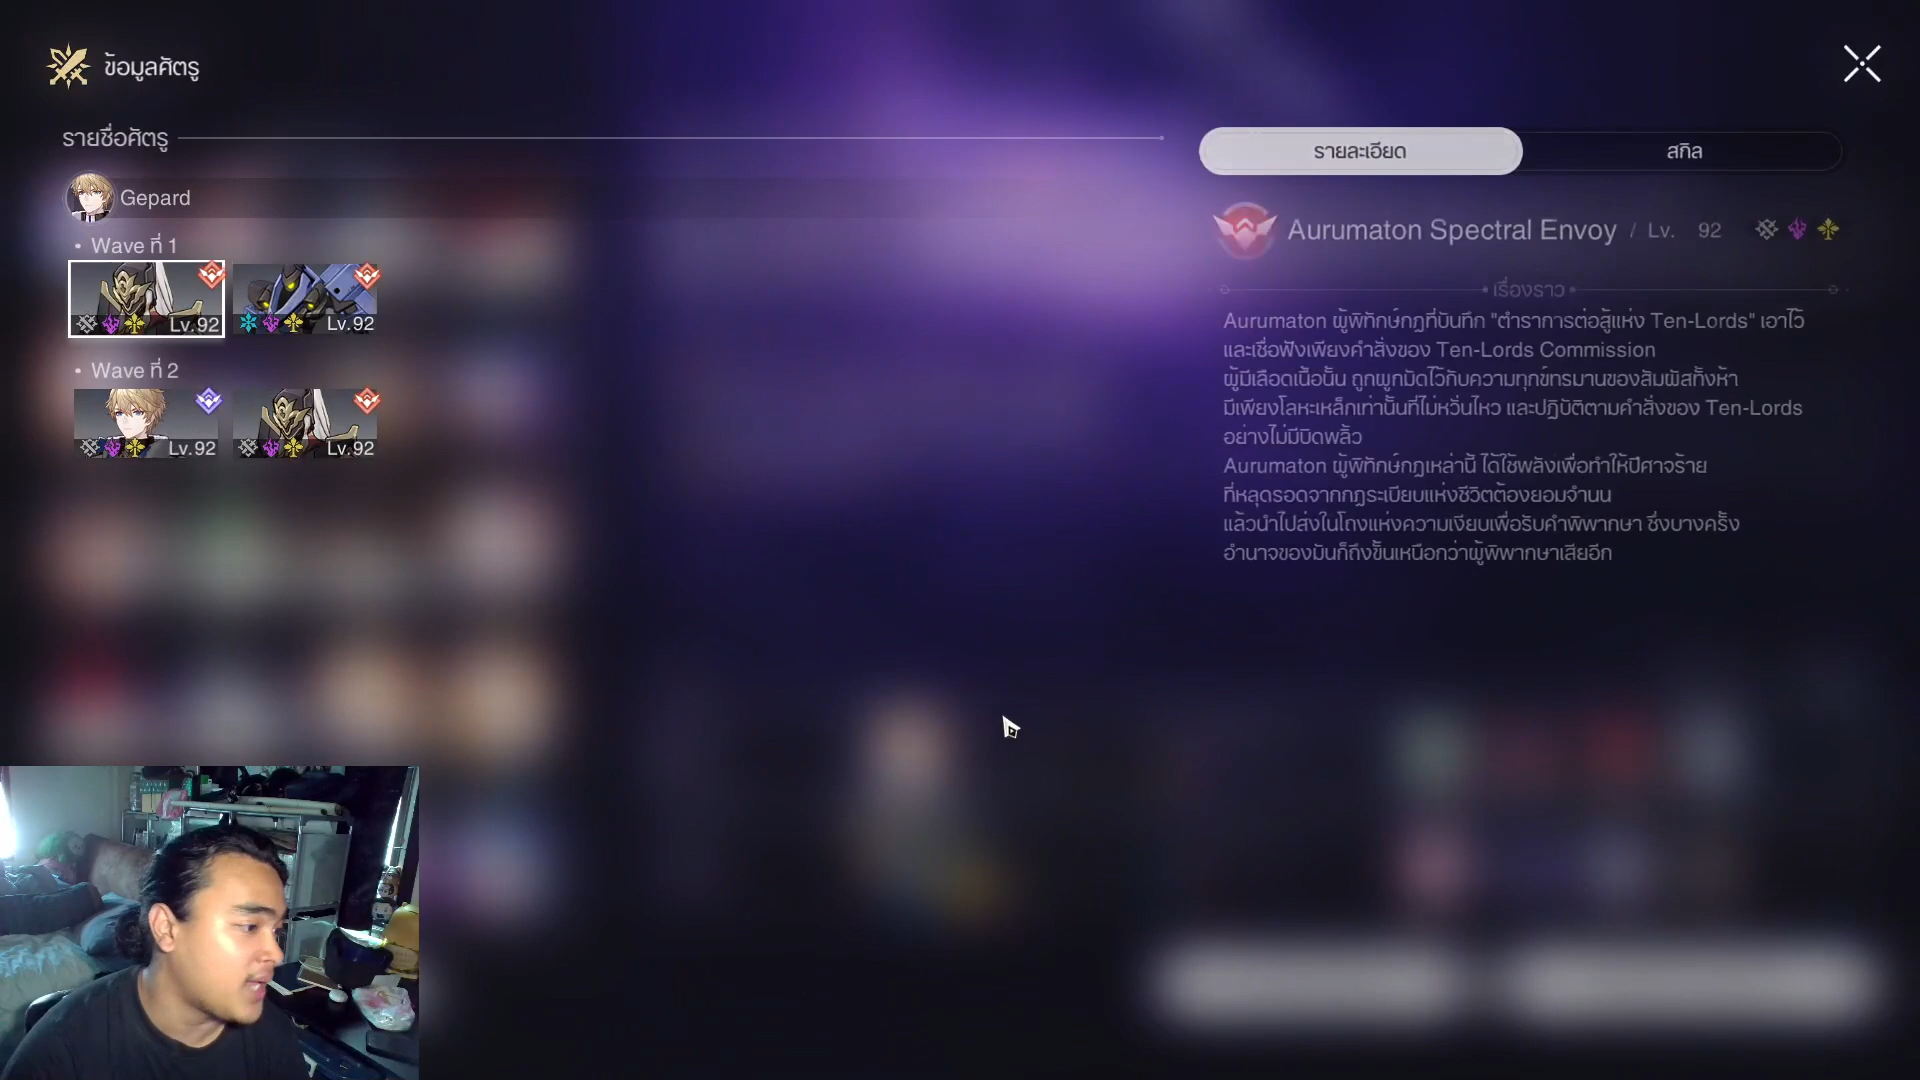 ข้อมูลศัตรู
รายชื่อศัตรู
Gepard
• Wave ที่ 1
Lv.92
Lv.92
• Wave ที่ 2
Lv.92
Lv.92
รายละเอียด
สกิล
Aurumaton Spectral Envoy / Lv. 92
เรื่องราว
Aurumaton ผู้พิทักษ์กฎที่บันทึก "ตำราการต่อสู้แห่ง Ten-Lords" เอาไว้
และเชื่อฟังเพียงคำสั่งของ Ten-Lords Commission
ผู้มีเลือดเนื้อนั้น ถูกผูกมัดไว้กับความทุกข์ทรมานของสัมผัสทั้งห้า
มีเพียงโลหะเหล็กเท่านั้นที่ไม่หวั่นไหว และปฏิบัติตามคำสั่งของ Ten-Lords
อย่างไม่มีบิดพลิ้ว
Aurumaton ผู้พิทักษ์กฎเหล่านี้ ได้ใช้พลังเพื่อทำให้ปีศาจร้าย
ที่หลุดรอดจากกฎระเบียบแห่งชีวิตต้องยอมจำนน
แล้วนำไปส่งในโถงแห่งความเงียบเพื่อรับคำพิพากษา ซึ่งบางครั้ง
อำนาจของมันก็ถึงขั้นเหนือกว่าผู้พิพากษาเสียอีก